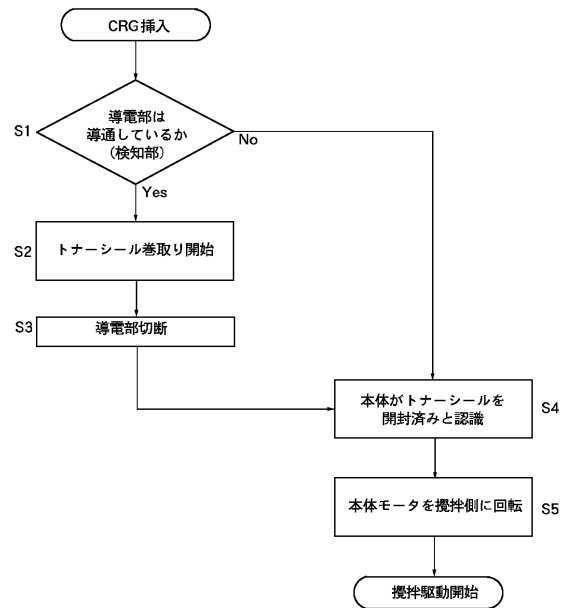 CRG挿入
S1
導電部は
導通しているか
(検知部)
No
Yes
S2
トナーシール巻取り開始
S3
導電部切断
本体がトナーシールを
開封済みと認識
S4
本体モータを攪拌側に回転
S5
攪拌駆動開始